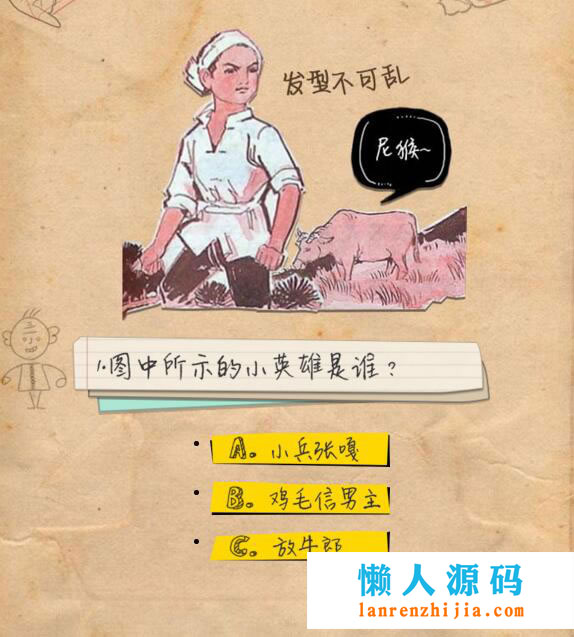 发型不可乱
尼猴~
1.图中所示的小英雄是谁?
A. 小兵张嘎
B. 鸡毛信男主
C. 放牛郎
懒人源码
lanrenzhijia.com